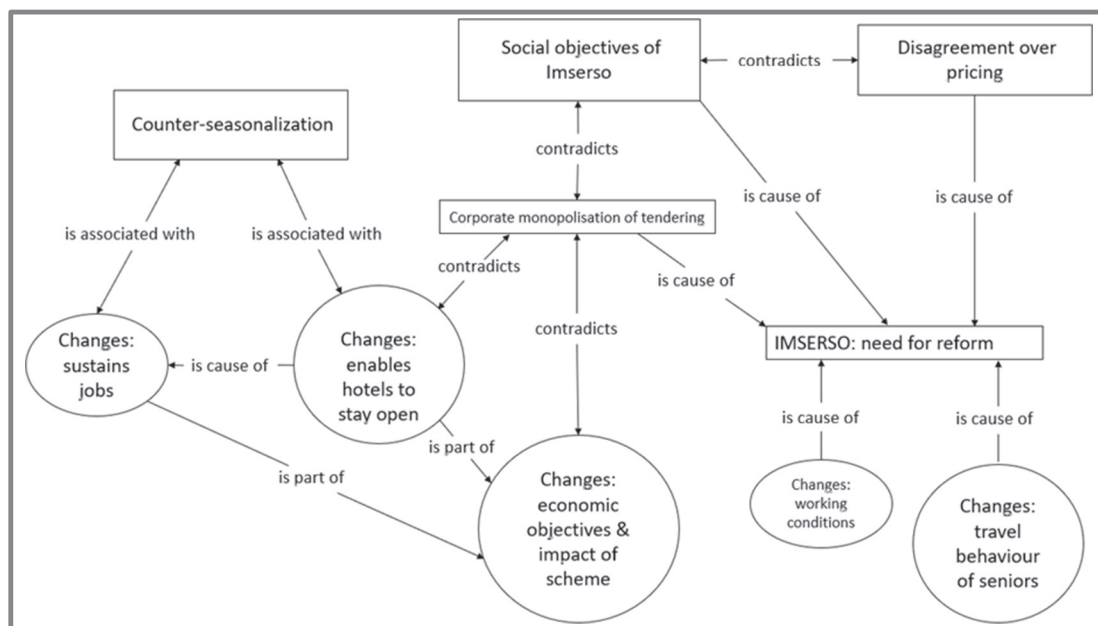 Social objectives of
Imserso
contradicts
Disagreement over
pricing
Counter-seasonalization
contradicts
is cause of
is cause of
Corporate monopolisation of tendering
is associated with
is associated with
contradicts
is cause of
contradicts
Changes:
sustains
jobs
is cause of
Changes:
enables
hotels to
stay open
IMSERSO: need for reform
is part of
is part of
is cause of
is cause of
Changes:
economic
objectives &
impact of
scheme
Changes:
working
conditions
Changes:
travel
behaviour
of seniors